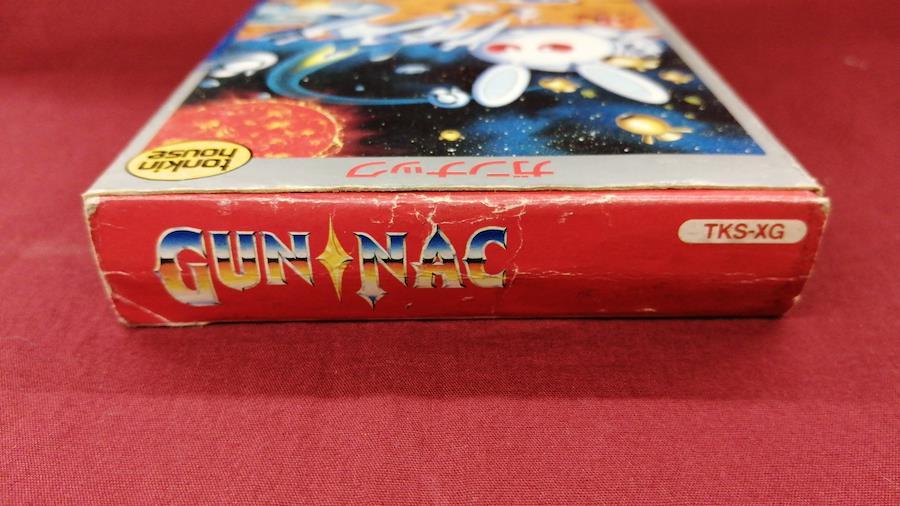 tonkin
house
ガンナック
GUN NAC
TKS-XG